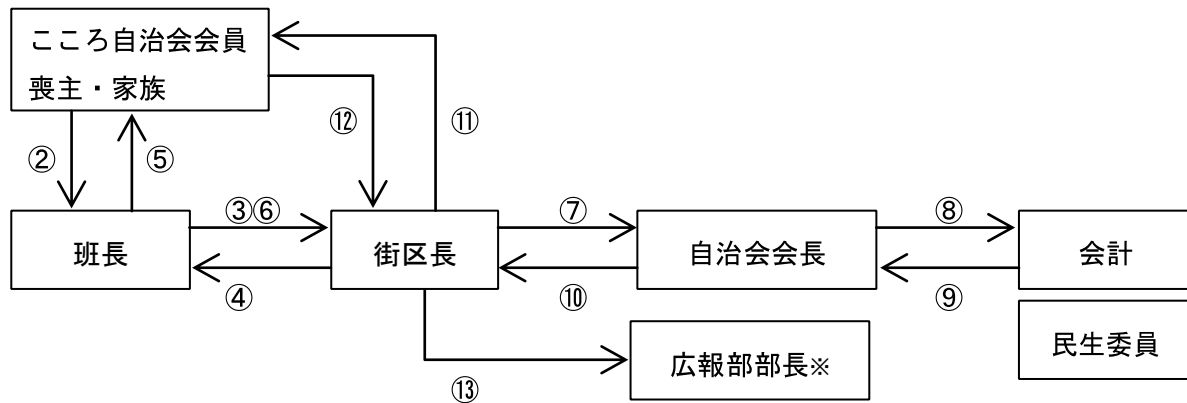 こころ自治会会員
喪主・家族
⑫
⑪
②
⑤
③⑥
⑦
⑧
班長
街区長
自治会会長
会計
④
⑩
⑨
広報部部長※
民生委員
⑬